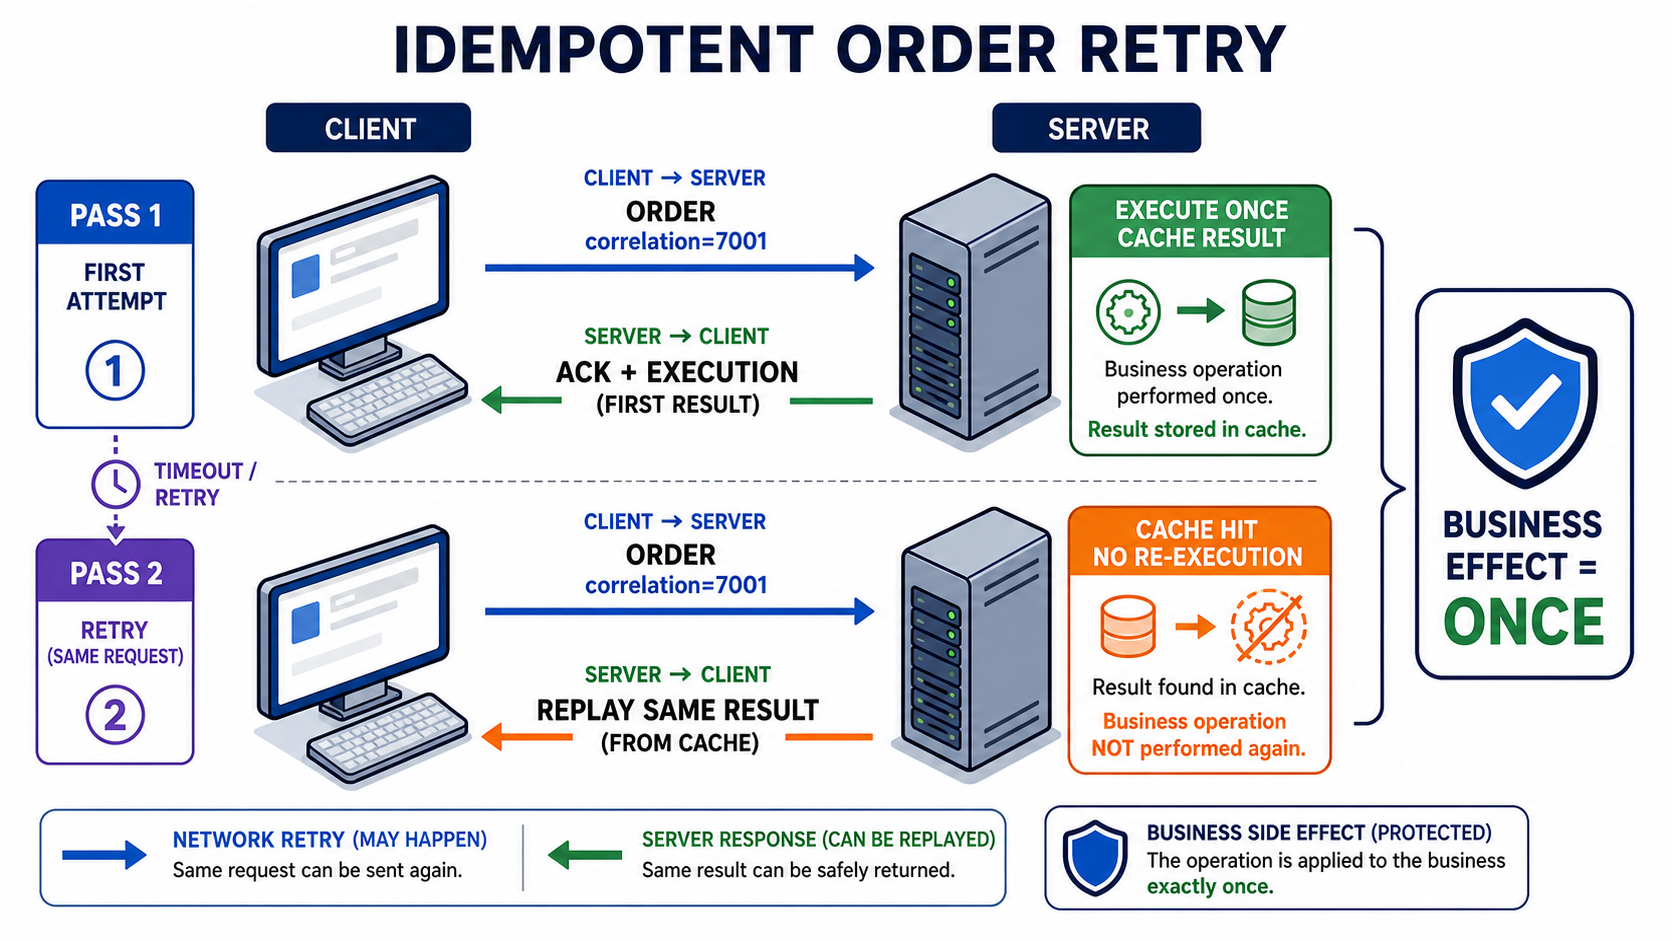 IDEMPOTENT ORDER RETRY
CLIENT
SERVER
PASS 1
FIRST
ATTEMPT
1
CLIENT → SERVER
ORDER
correlation=7001
SERVER → CLIENT
ACK + EXECUTION
(FIRST RESULT)
EXECUTE ONCE
CACHE RESULT
Business operation
performed once.
Result stored in cache.
TIMEOUT /
RETRY
PASS 2
RETRY
(SAME REQUEST)
2
CLIENT → SERVER
ORDER
correlation=7001
SERVER → CLIENT
REPLAY SAME RESULT
(FROM CACHE)
CACHE HIT
NO RE-EXECUTION
Result found in cache.
Business operation
NOT performed again.
BUSINESS
EFFECT =
ONCE
NETWORK RETRY (MAY HAPPEN)
Same request can be sent again.
SERVER RESPONSE (CAN BE REPLAYED)
Same result can be safely returned.
BUSINESS SIDE EFFECT (PROTECTED)
The operation is applied to the business
exactly once.